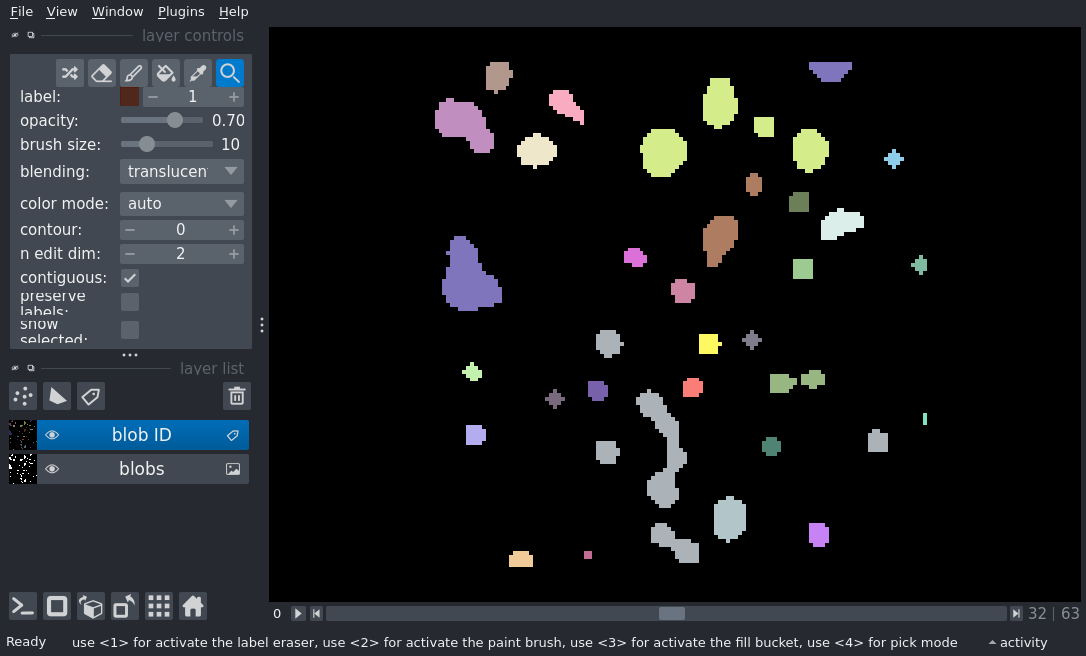 File View Window Plugins Help
layer controls
label: 1
opacity: 0.70
brush size: 10
blending: translucen
color mode: auto
contour: 0
n edit dim: 2
contiguous:
preserve
labels:
show
selected:
layer list
blob ID
blobs
0 32 63
Ready use <1> for activate the label eraser, use <2> for activate the paint brush, use <3> for activate the fill bucket, use <4> for pick mode activity